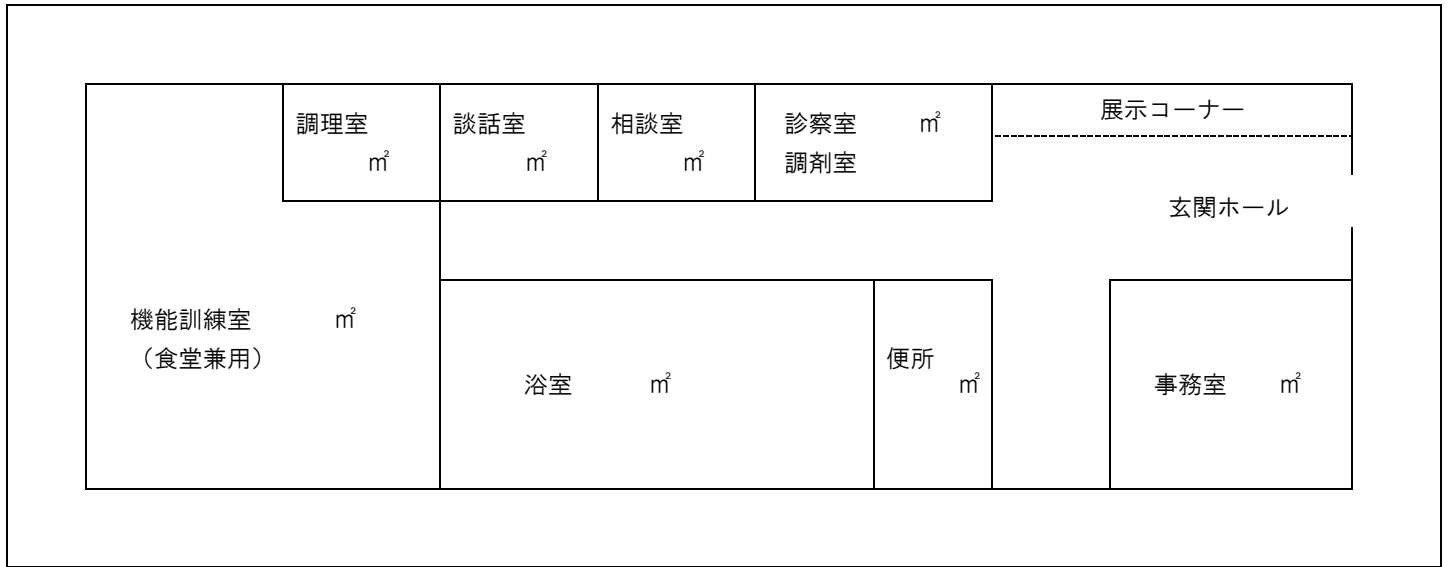 調理室
㎡
談話室
㎡
相談室
㎡
診察室 ㎡
調剤室
展示コーナー
玄関ホール
機能訓練室 ㎡
（食堂兼用）
浴室 ㎡
便所
㎡
事務室 ㎡